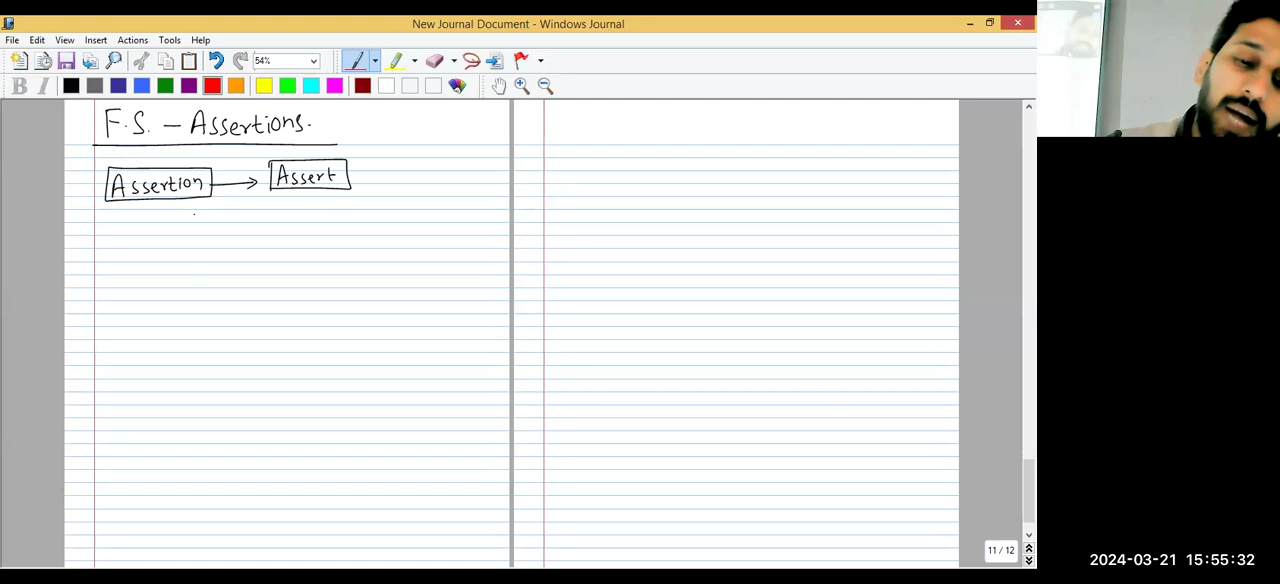 New Journal Document - Windows Journal
File Edit View Insert Actions Tools Help
54%
B I
F.S. – Assertions.
Assertion → Assert
11 / 12
2024-03-21 15:55:32